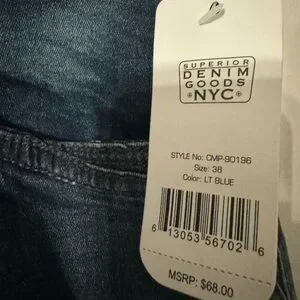 SUPERIOR
DENIM
GOODS
NYC
STYLE No: CMP-90196
Size: 38
Color: LT BLUE
6 13053 56702 6
MSRP: $68.00